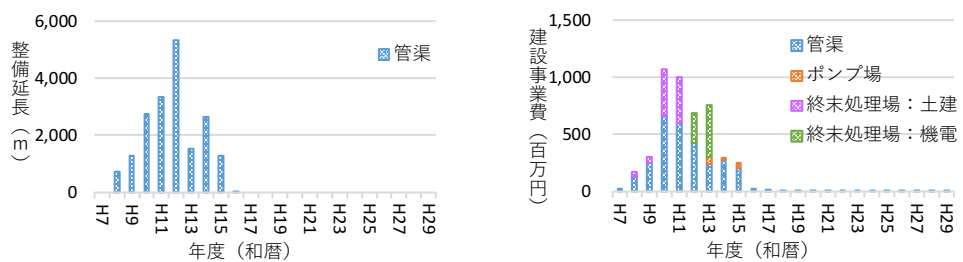 整備延長（m）
6,000
4,000
2,000
0
管渠
H7
H9
H11
H13
H15
H17
H19
H21
H23
H25
H27
H29
年度（和暦）
建設事業費（百万円）
1,500
1,000
500
0
管渠
ポンプ場
終末処理場：土建
終末処理場：機電
H7
H9
H11
H13
H15
H17
H19
H21
H23
H25
H27
H29
年度（和暦）